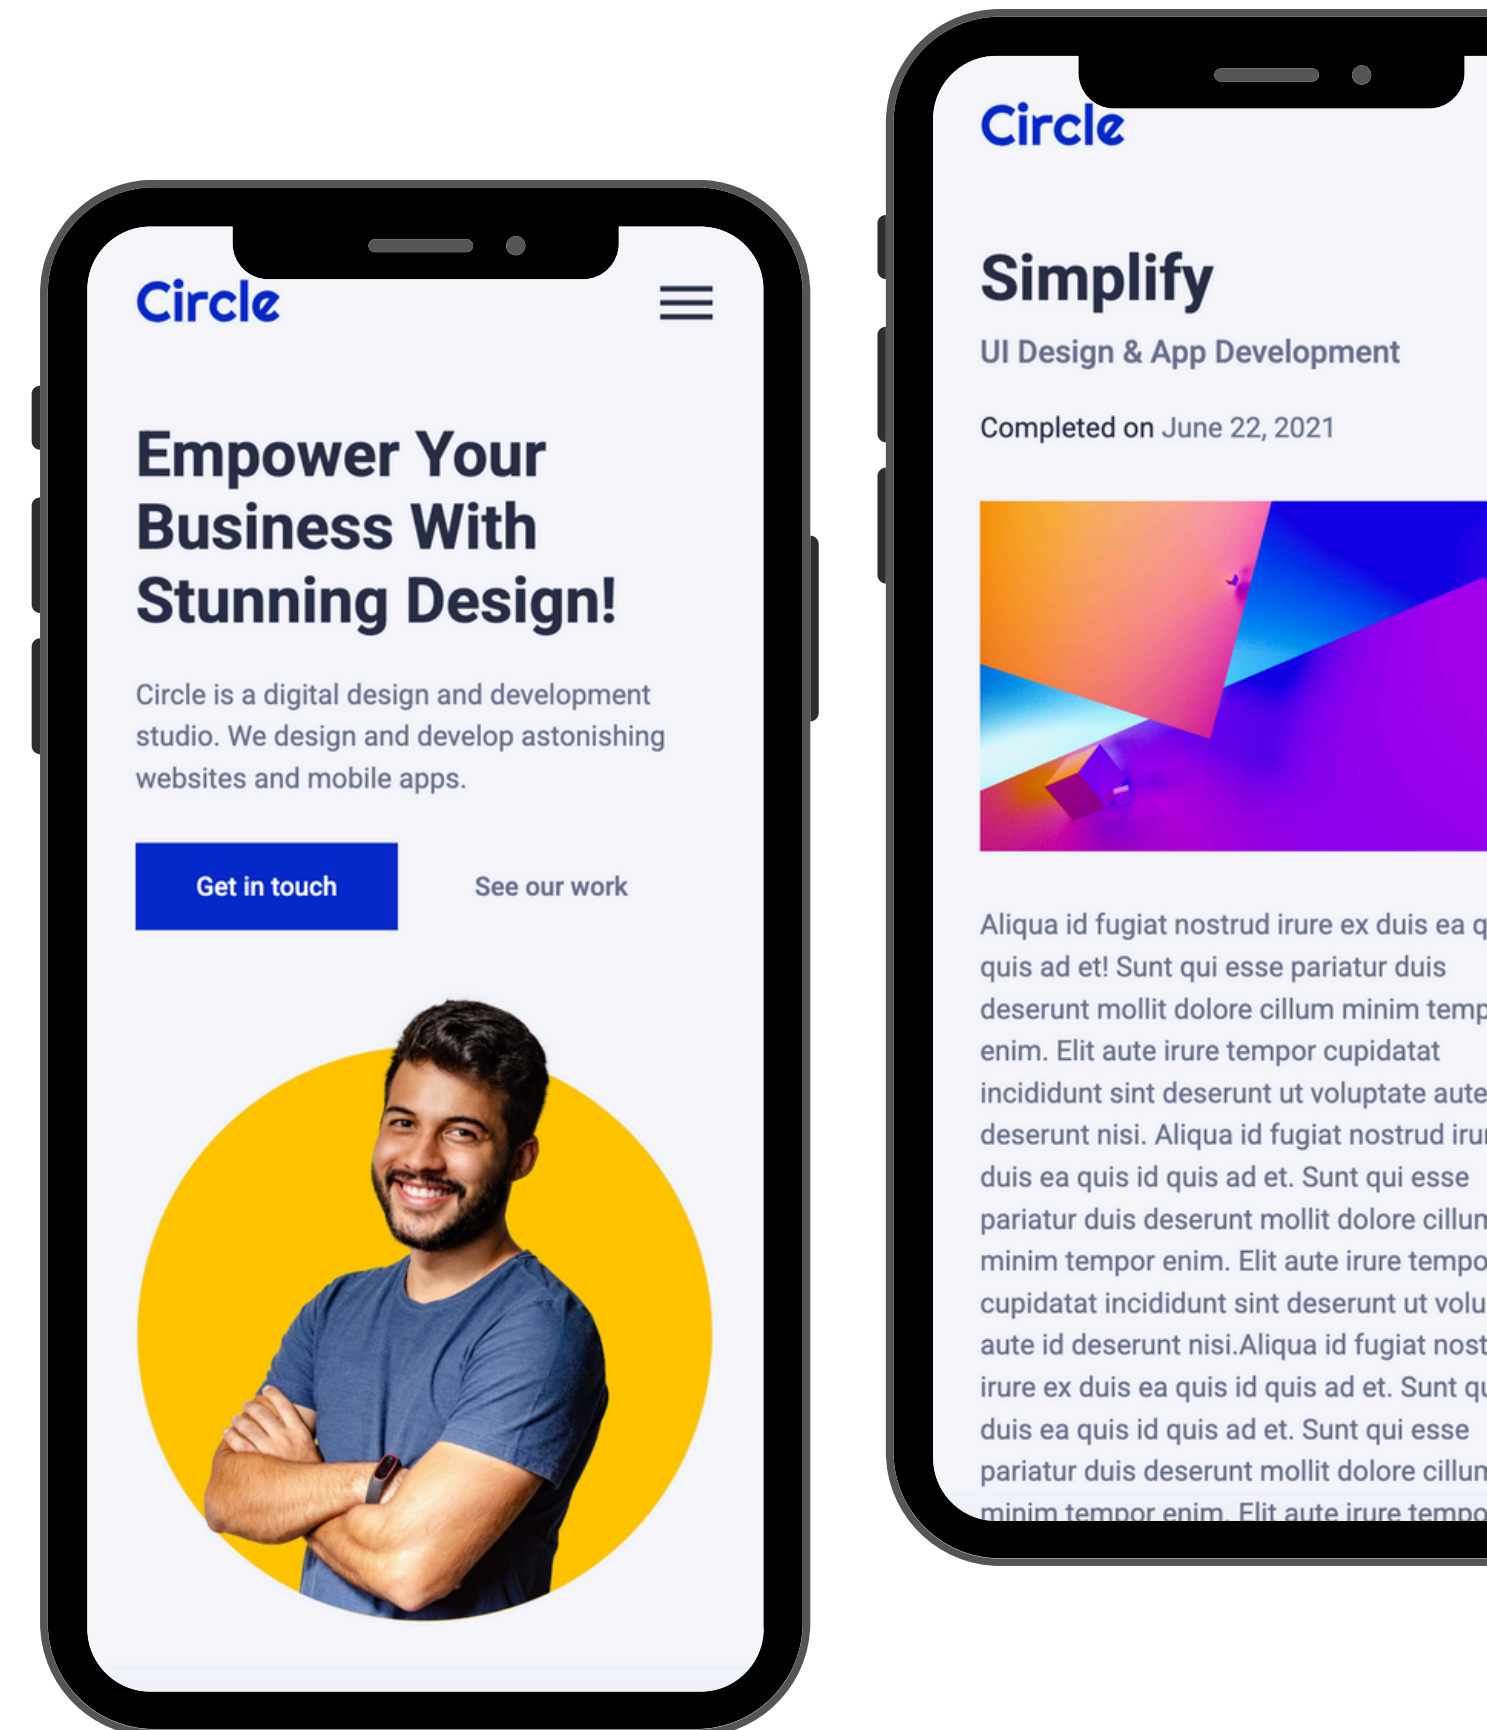 Circle
Empower Your
Business With
Stunning Design!
Circle is a digital design and development
studio. We design and develop astonishing
websites and mobile apps.
Get in touch
See our work
Circle
Simplify
UI Design & App Development
Completed on June 22, 2021
Aliqua id fugiat nostrud irure ex duis ea
quis ad et! Sunt qui esse pariatur duis
deserunt mollit dolore cillum minim
enim. Elit aute irure tempor cupidatat
incididunt sint deserunt ut voluptate aute
deserunt nisi. Aliqua id fugiat nostrud
duis ea quis id quis ad et. Sunt qui esse
pariatur duis deserunt mollit dolore
minim tempor enim. Elit aute irure
cupidatat incididunt sint deserunt ut
aute id deserunt nisi.Aliqua id fugiat
irure ex duis ea quis id quis ad et. Sunt
duis ea quis id quis ad et. Sunt qui esse
pariatur duis deserunt mollit dolore
minim tempor enim. Elit aute irure